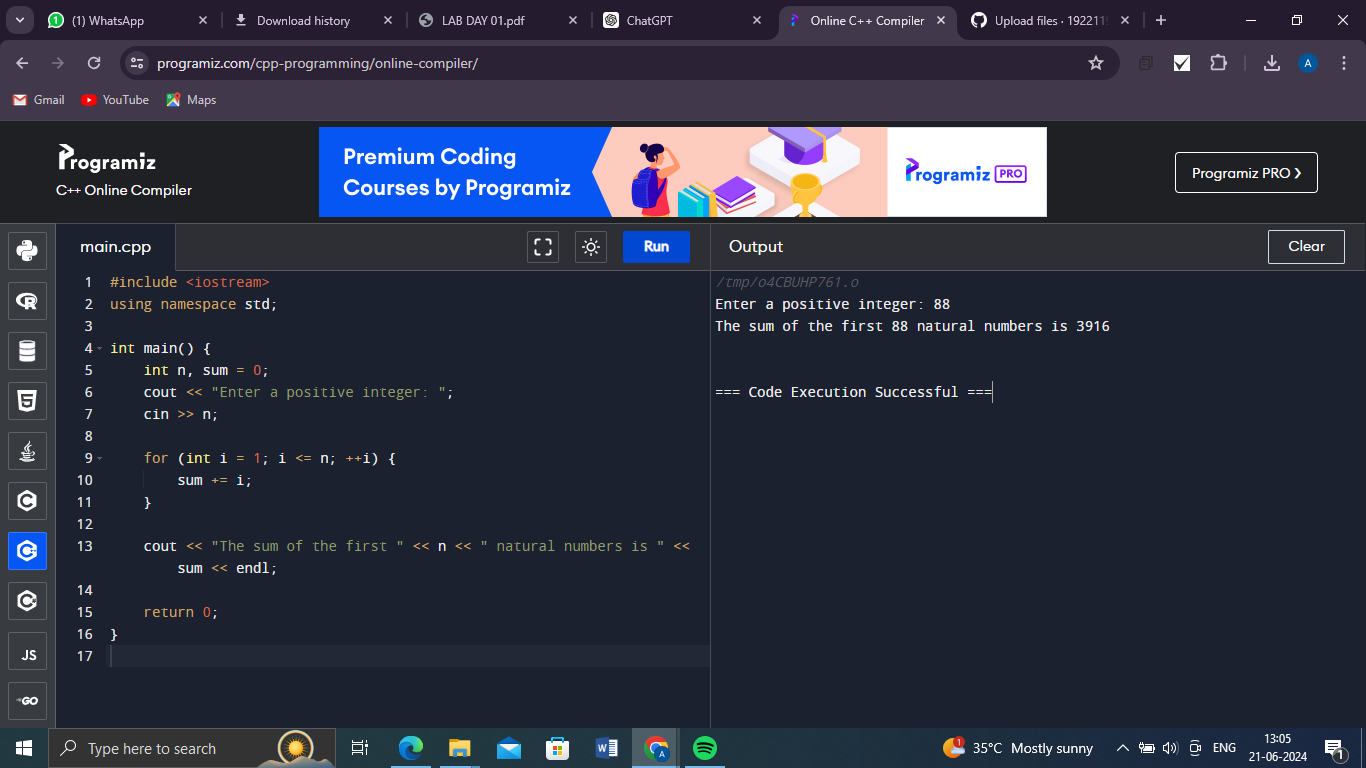 (1) WhatsApp
Download history
LAB DAY 01.pdf
ChatGPT
Online C++ Compiler
Upload files · 192211
programiz.com/cpp-programming/online-compiler/
A
Gmail
YouTube
Maps
Programiz
C++ Online Compiler
Premium Coding
Courses by Programiz
Programiz PRO
Programiz PRO ❯
main.cpp
Run
Output
Clear
1 #include <iostream>
2 using namespace std;
3
4 int main() {
5     int n, sum = 0;
6     cout << "Enter a positive integer: ";
7     cin >> n;
8
9     for (int i = 1; i <= n; ++i) {
10         sum += i;
11     }
12
13     cout << "The sum of the first " << n << " natural numbers is " <<
        sum << endl;
14
15     return 0;
16 }
17
/tmp/o4CBUHP761.o
Enter a positive integer: 88
The sum of the first 88 natural numbers is 3916
=== Code Execution Successful ===
JS
GO
Type here to search
1
35°C Mostly sunny
ENG
13:05
21-06-2024
1